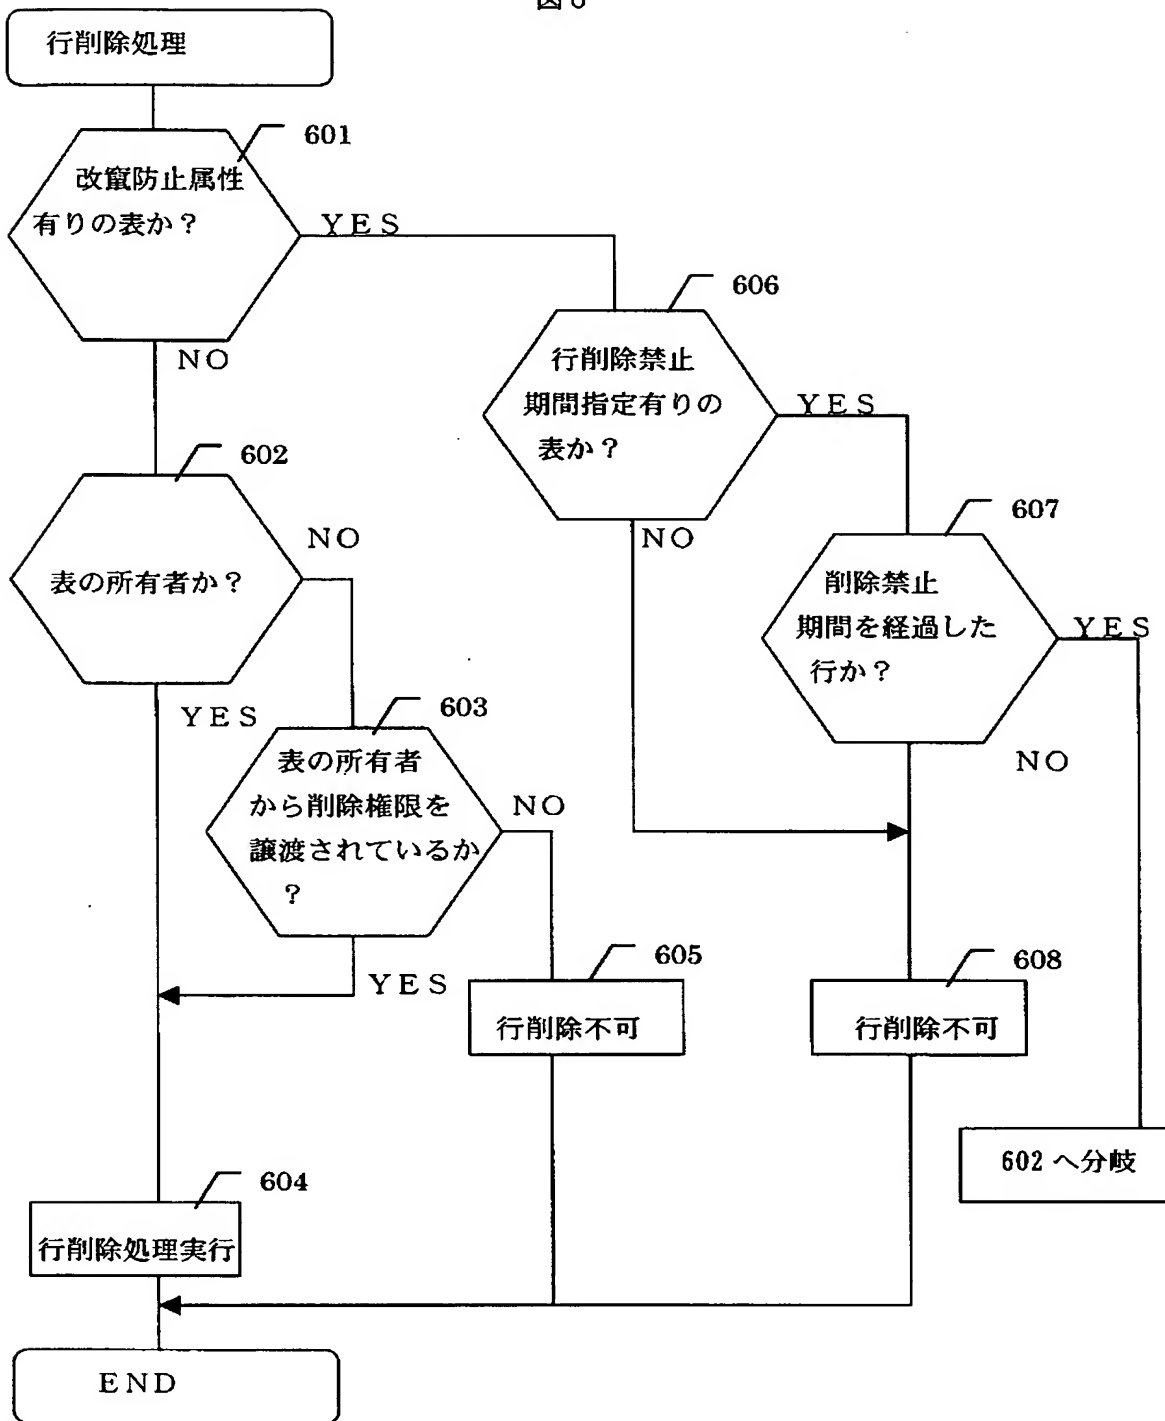 図6
行削除処理
601
改竄防止属性
有りの表か？
YES
NO
606
行削除禁止
期間指定有りの
表か？
YES
NO
602
表の所有者か？
NO
YES
607
削除禁止
期間を経過した
行か？
YES
NO
603
表の所有者
から削除権限を
譲渡されているか
？
NO
YES
605
行削除不可
608
行削除不可
602へ分岐
604
行削除処理実行
END